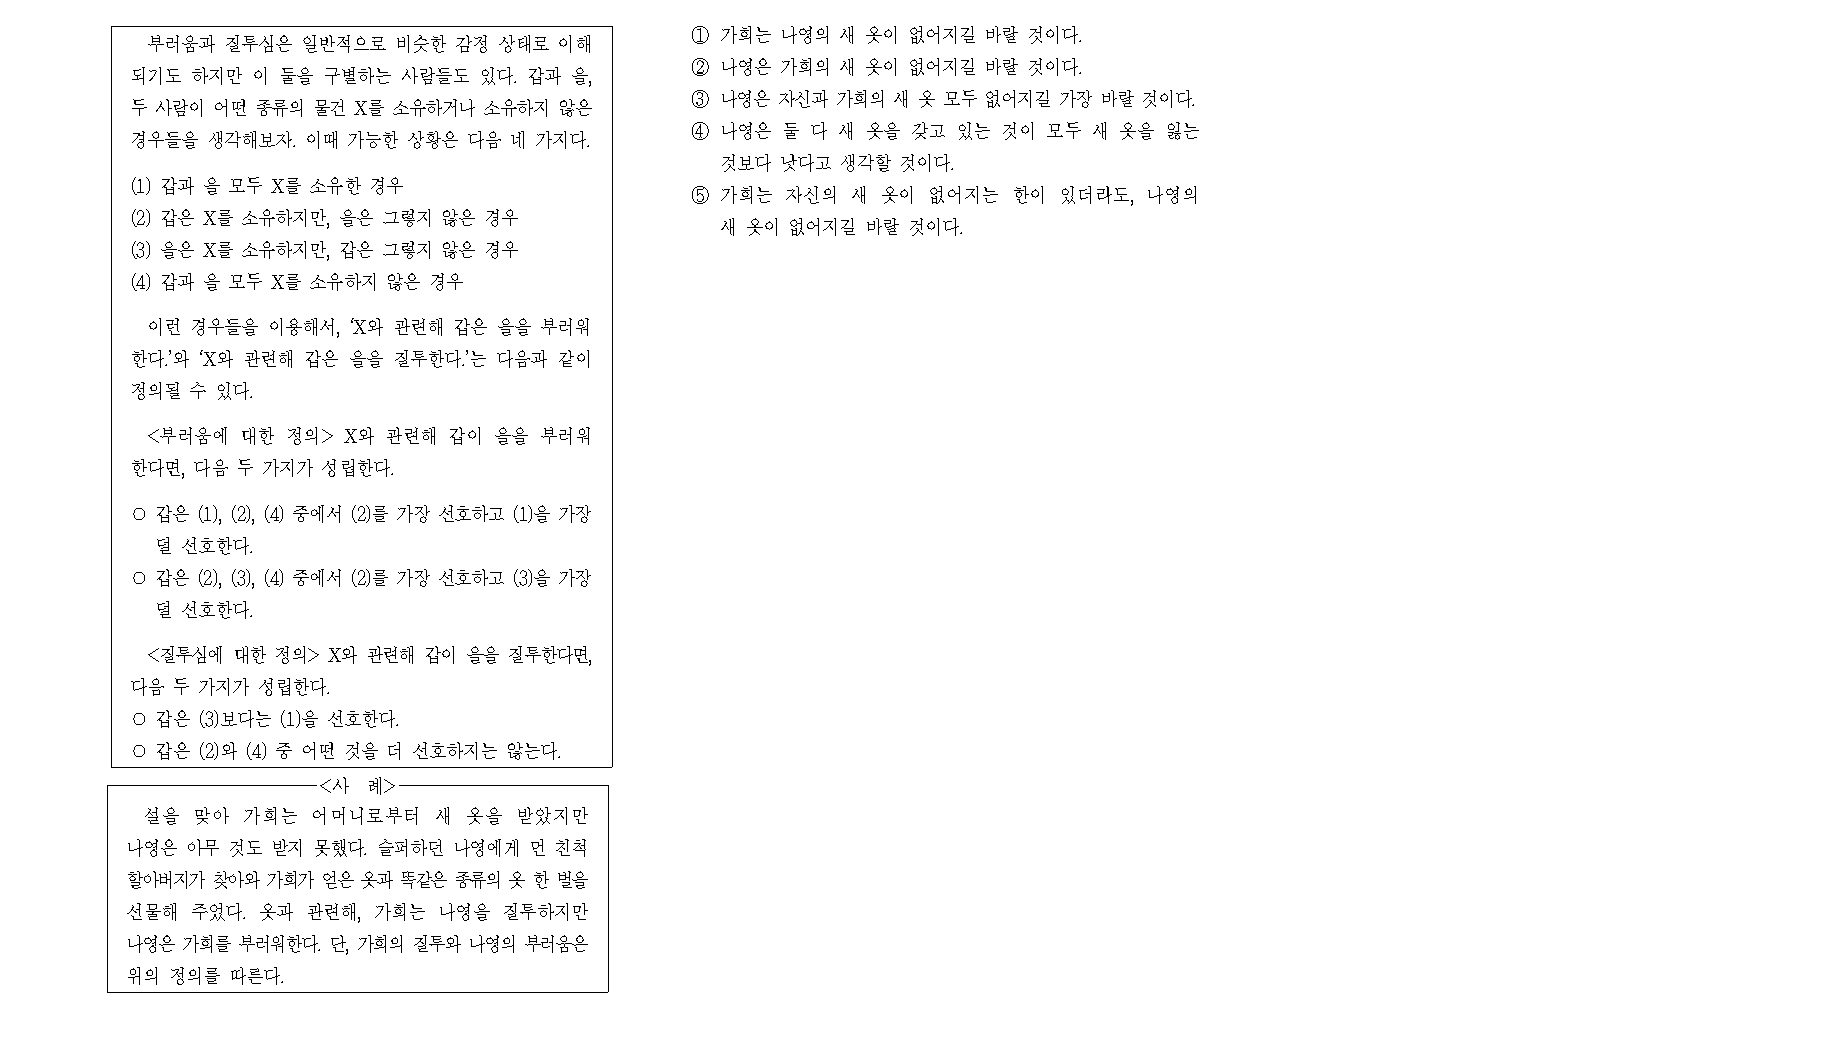 부러움과 질투심은 일반적으로 비슷한 감정 상태로 이해
되기도 하지만 이 둘을 구별하는 사람들도 있다. 갑과 을,
두 사람이 어떤 종류의 물건 X를 소유하거나 소유하지 않은
경우들을 생각해보자. 이때 가능한 상황은 다음 네 가지다.
(1) 갑과 을 모두 X를 소유한 경우
(2) 갑은 X를 소유하지만, 을은 그렇지 않은 경우
(3) 을은 X를 소유하지만, 갑은 그렇지 않은 경우
(4) 갑과 을 모두 X를 소유하지 않은 경우
이런 경우들을 이용해서, ‘X와 관련해 갑은 을을 부러워
한다.’와 ‘X와 관련해 갑은 을을 질투한다.’는 다음과 같이
정의될 수 있다.
<부러움에 대한 정의> X와 관련해 갑이 을을 부러워
한다면, 다음 두 가지가 성립한다.
○ 갑은 (1), (2), (4) 중에서 (2)를 가장 선호하고 (1)을 가장
덜 선호한다.
○ 갑은 (2), (3), (4) 중에서 (2)를 가장 선호하고 (3)을 가장
덜 선호한다.
<질투심에 대한 정의> X와 관련해 갑이 을을 질투한다면,
다음 두 가지가 성립한다.
○ 갑은 (3)보다는 (1)을 선호한다.
○ 갑은 (2)와 (4) 중 어떤 것을 더 선호하지는 않는다.
<사 례>
설을 맞아 가희는 어머니로부터 새 옷을 받았지만
나영은 아무 것도 받지 못했다. 슬퍼하던 나영에게 먼 친척
할아버지가 찾아와 가희가 얻은 옷과 똑같은 종류의 옷 한 벌을
선물해 주었다. 옷과 관련해, 가희는 나영을 질투하지만
나영은 가희를 부러워한다. 단, 가희의 질투와 나영의 부러움은
위의 정의를 따른다.
① 가희는 나영의 새 옷이 없어지길 바랄 것이다.
② 나영은 가희의 새 옷이 없어지길 바랄 것이다.
③ 나영은 자신과 가희의 새 옷 모두 없어지길 가장 바랄 것이다.
④ 나영은 둘 다 새 옷을 갖고 있는 것이 모두 새 옷을 잃는
것보다 낫다고 생각할 것이다.
⑤ 가희는 자신의 새 옷이 없어지는 한이 있더라도, 나영의
새 옷이 없어지길 바랄 것이다.